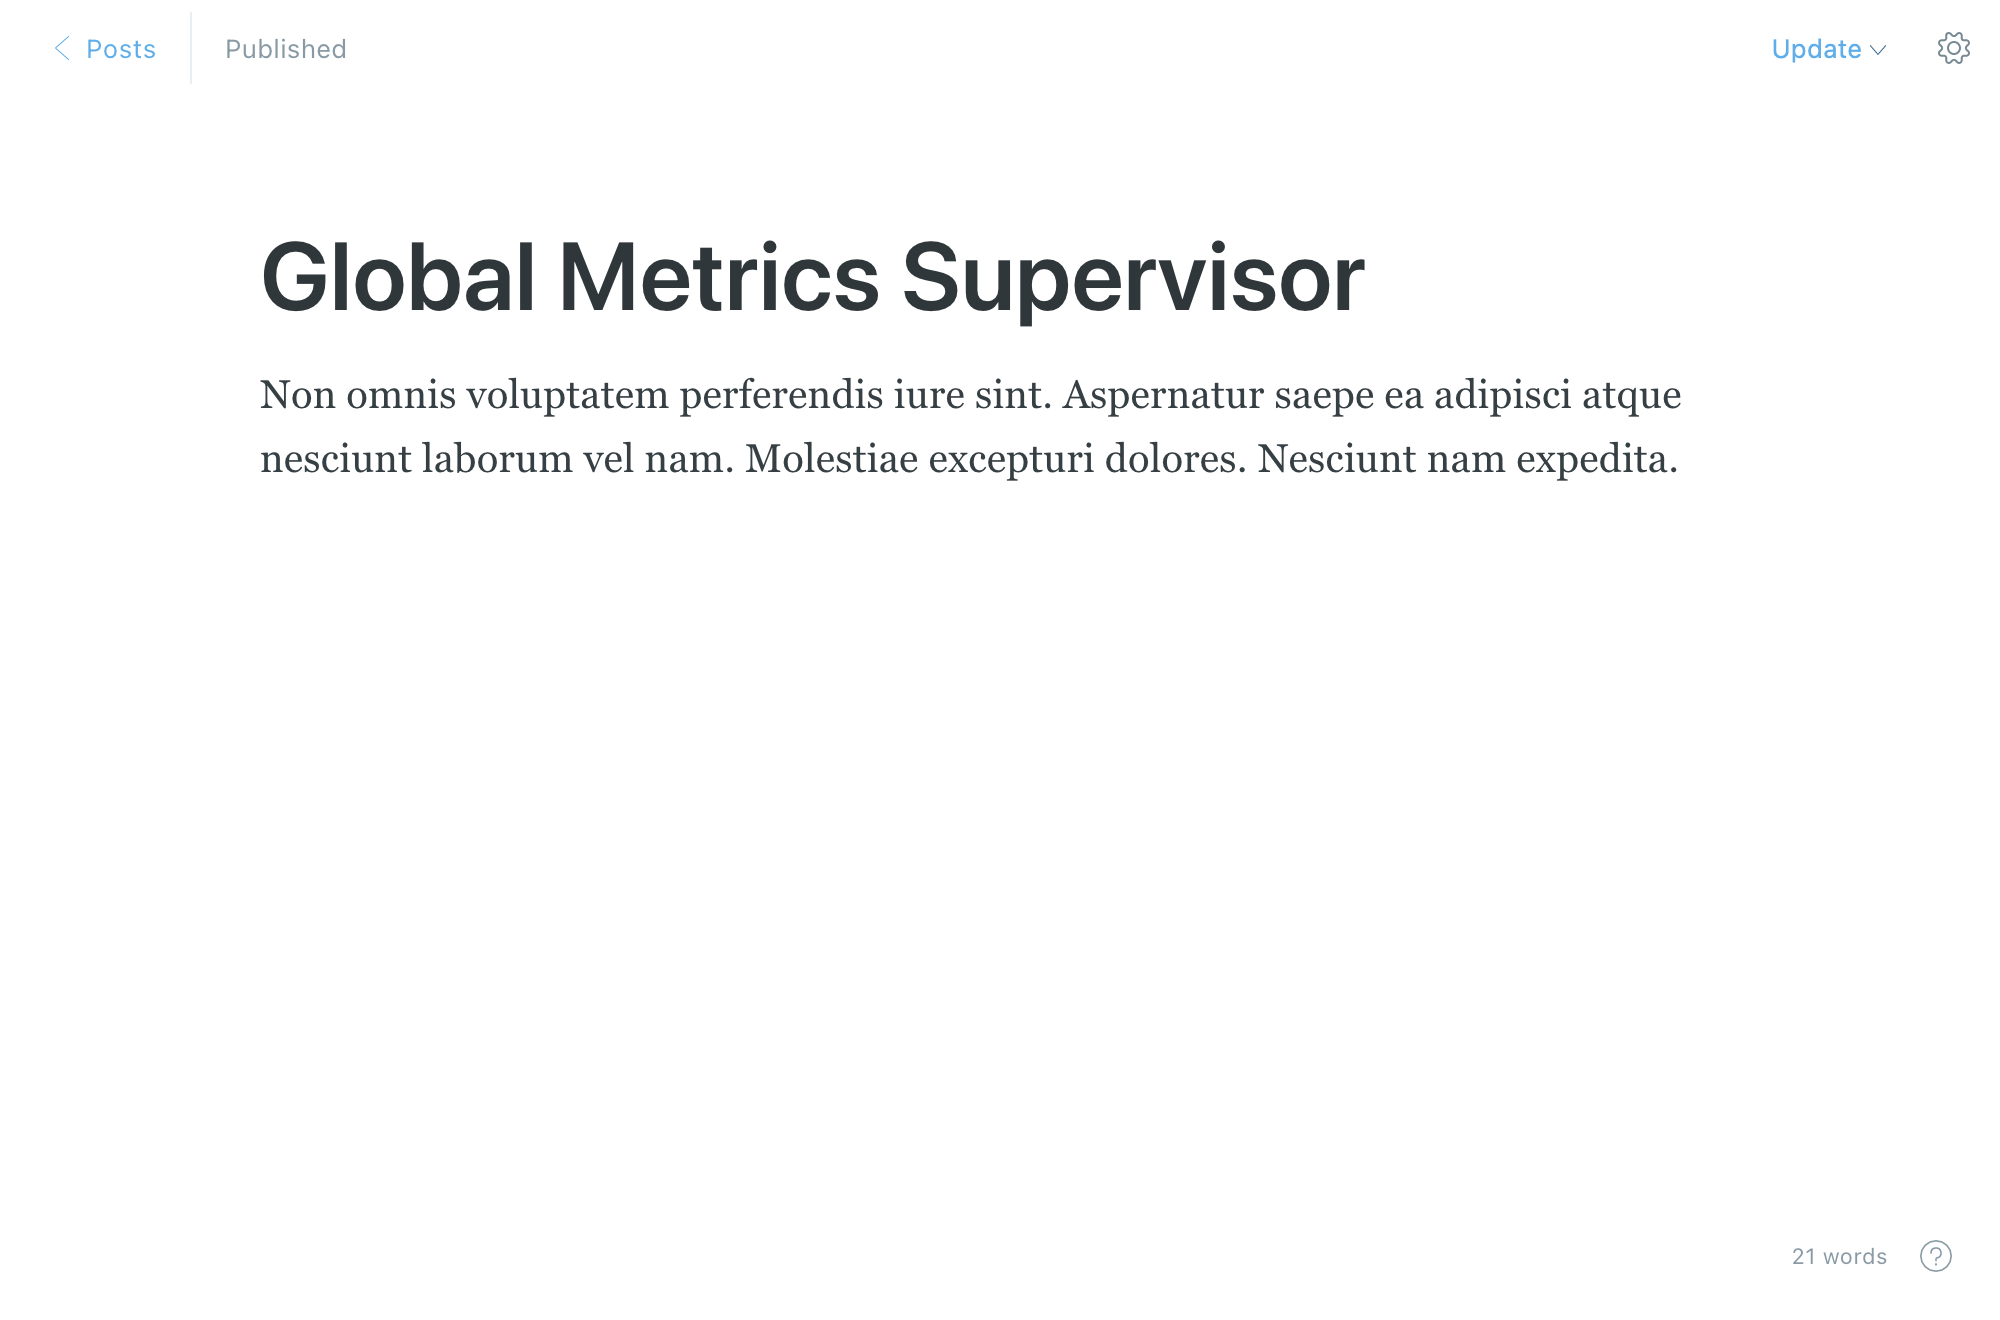 Posts
Published
Update
Global Metrics Supervisor
Non omnis voluptatem perferendis iure sint. Aspernatur saepe ea adipisci atque
nesciunt laborum vel nam. Molestiae excepturi dolores. Nesciunt nam expedita.
21 words
?